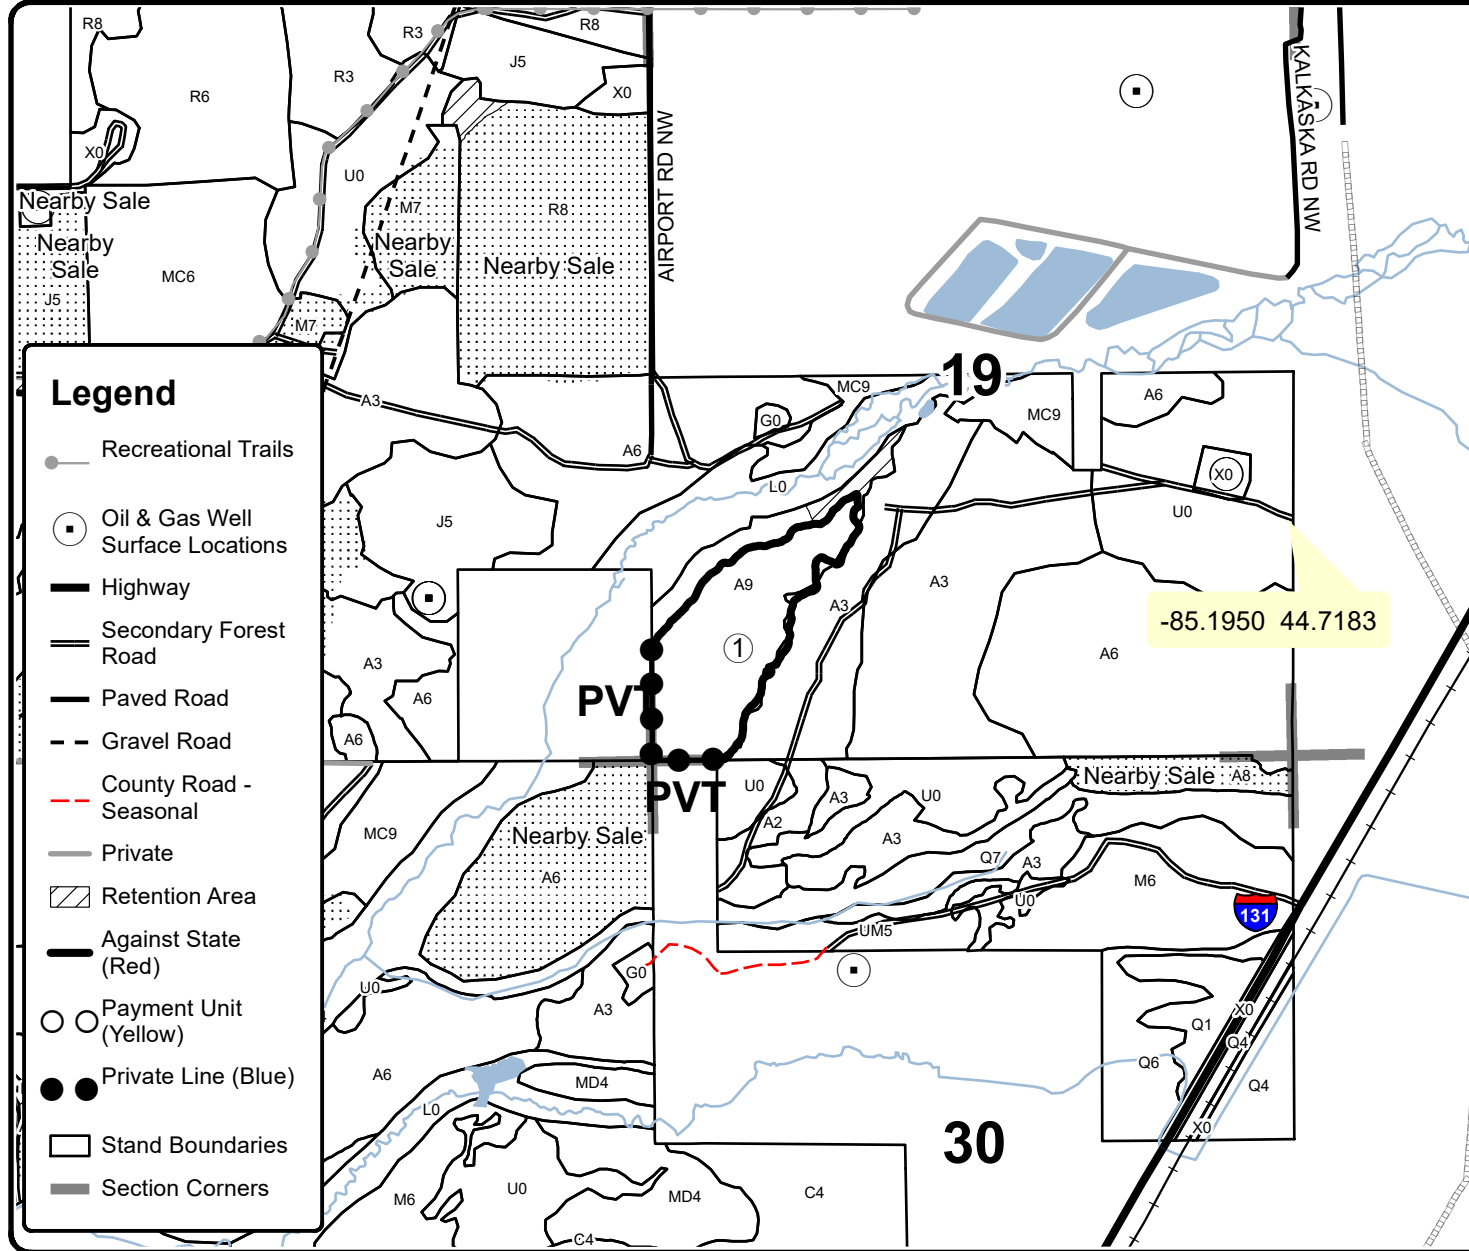 R8
R3
R8
J5
R3
R6
X0
X0
U0
M7
R8
AIRPORT RD NW
KALKASKA RD NW
Nearby Sale
Nearby
Sale
J5
MC6
Nearby
Sale
Nearby Sale
M7
19
MC9
A3
G0
A6
MC9
A6
L0
X0
U0
J5
A9
A3
A3
1
-85.1950 44.7183
A6
A3
A6
A6
PVT
PVT
U0
A3
U0
A2
A3
Nearby Sale
A8
MC9
Nearby Sale
A6
Q7
A3
M6
U0
131
UM5
G0
U0
A3
X0
Q1
Q4
Q6
Q4
X0
A6
MD4
L0
30
M6
U0
MD4
C4
C4
Legend
Recreational Trails
Oil & Gas Well
Surface Locations
Highway
Secondary Forest
Road
Paved Road
Gravel Road
County Road -
Seasonal
Private
Retention Area
Against State
(Red)
Payment Unit
(Yellow)
Private Line (Blue)
Stand Boundaries
Section Corners